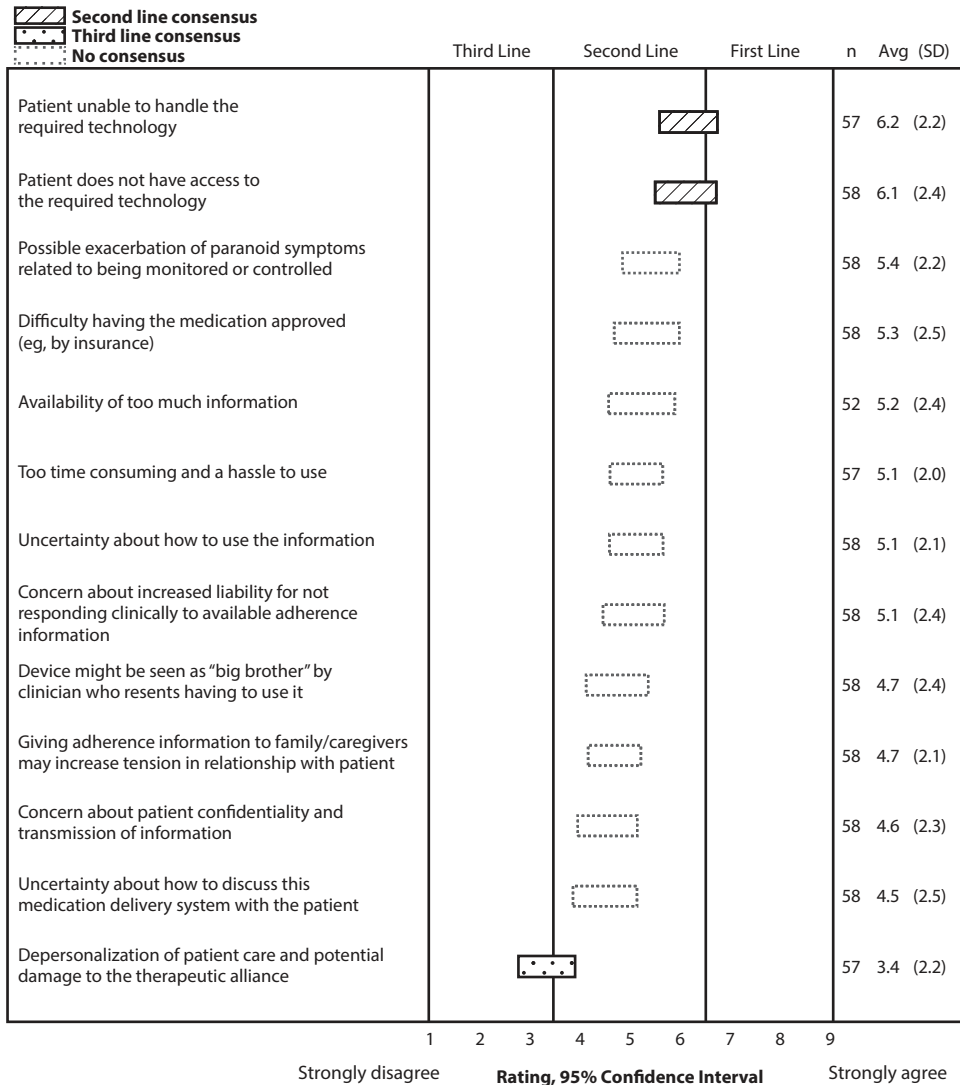 Second line consensus
Third line consensus
No consensus
Third Line Second Line First Line n Avg (SD)
Patient unable to handle the
required technology
57 6.2 (2.2)
Patient does not have access to
the required technology
58 6.1 (2.4)
Possible exacerbation of paranoid symptoms
related to being monitored or controlled
58 5.4 (2.2)
Difficulty having the medication approved
(eg, by insurance)
58 5.3 (2.5)
Availability of too much information
52 5.2 (2.4)
Too time consuming and a hassle to use
57 5.1 (2.0)
Uncertainty about how to use the information
58 5.1 (2.1)
Concern about increased liability for not
responding clinically to available adherence
information
58 5.1 (2.4)
Device might be seen as "big brother" by
clinician who resents having to use it
58 4.7 (2.4)
Giving adherence information to family/caregivers
may increase tension in relationship with patient
58 4.7 (2.1)
Concern about patient confidentiality and
transmission of information
58 4.6 (2.3)
Uncertainty about how to discuss this
medication delivery system with the patient
58 4.5 (2.5)
Depersonalization of patient care and potential
damage to the therapeutic alliance
57 3.4 (2.2)
1 2 3 4 5 6 7 8 9
Strongly disagree Rating, 95% Confidence Interval Strongly agree